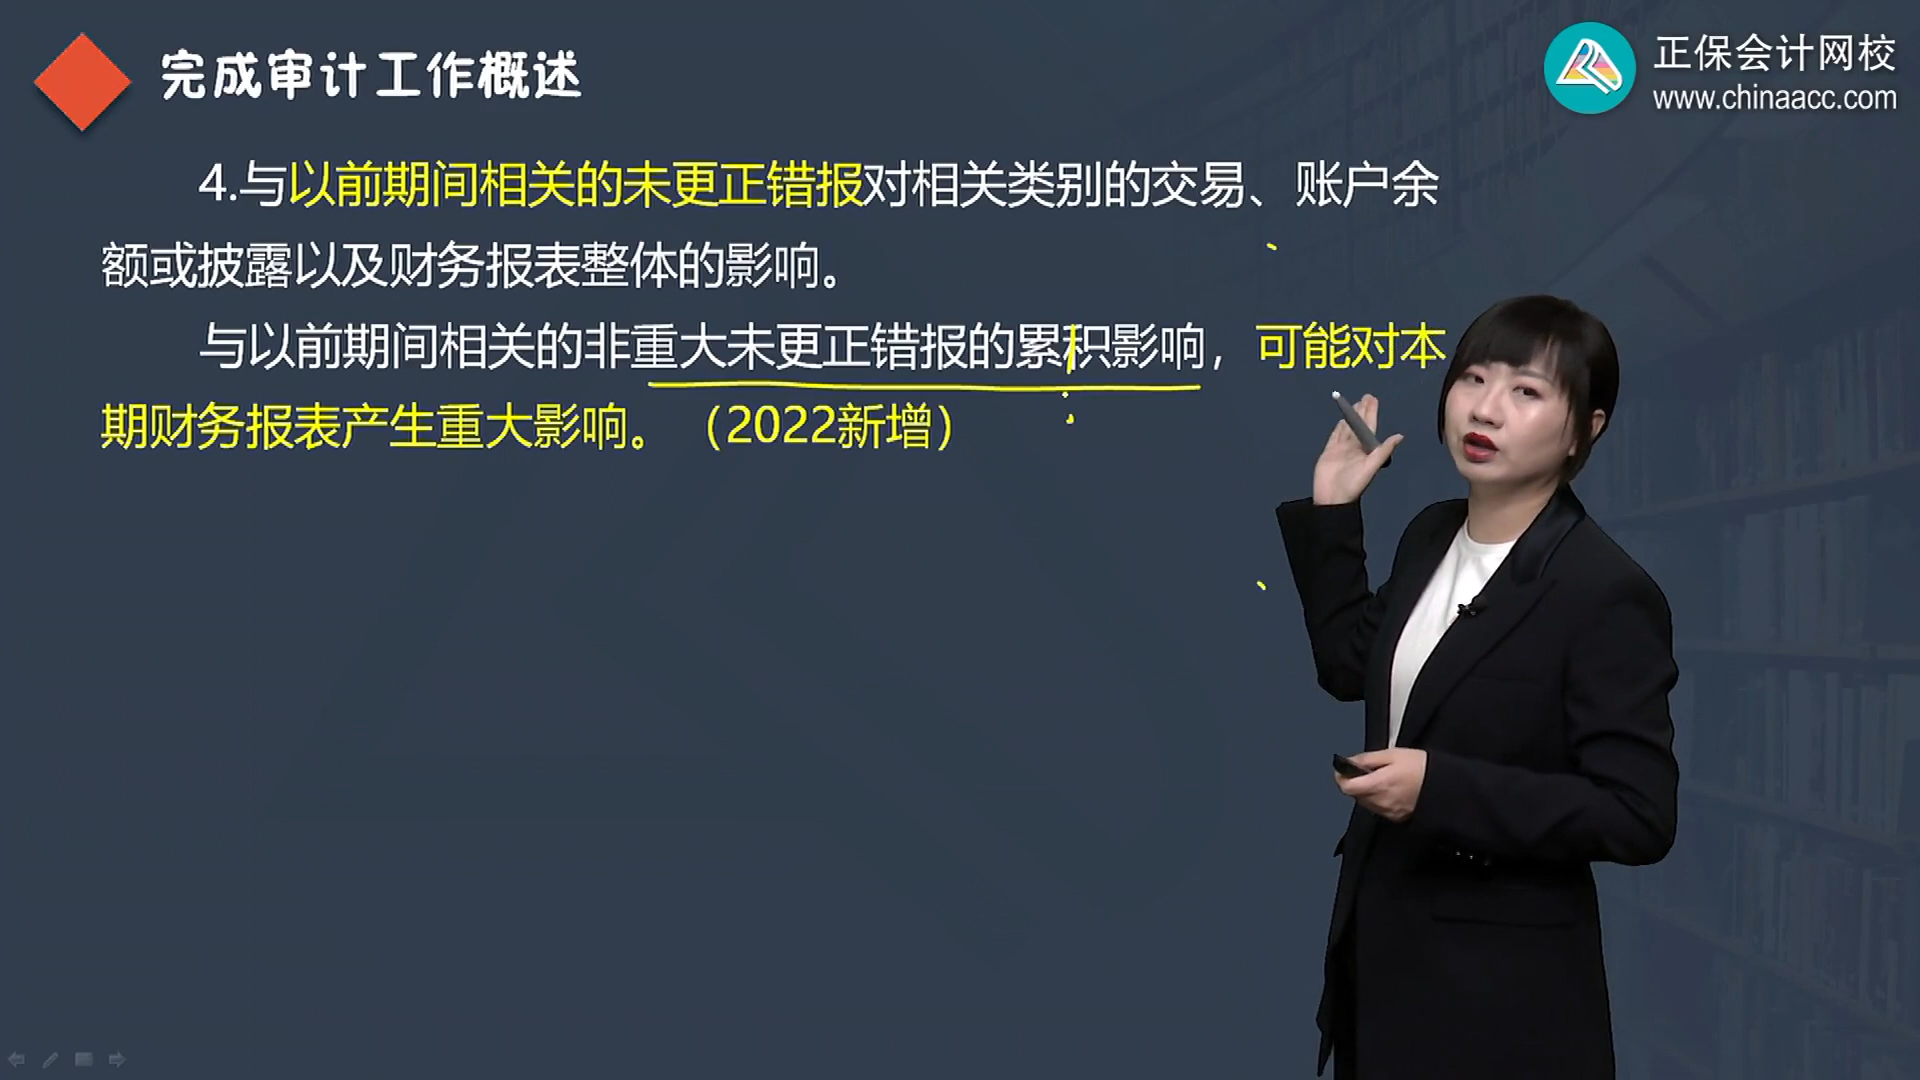 完成审计工作概述
正保会计网校
www.chinaacc.com
4.与以前期间相关的未更正错报对相关类别的交易、账户余
额或披露以及财务报表整体的影响。
与以前期间相关的非重大未更正错报的累积影响，可能对本
期财务报表产生重大影响。（2022新增）